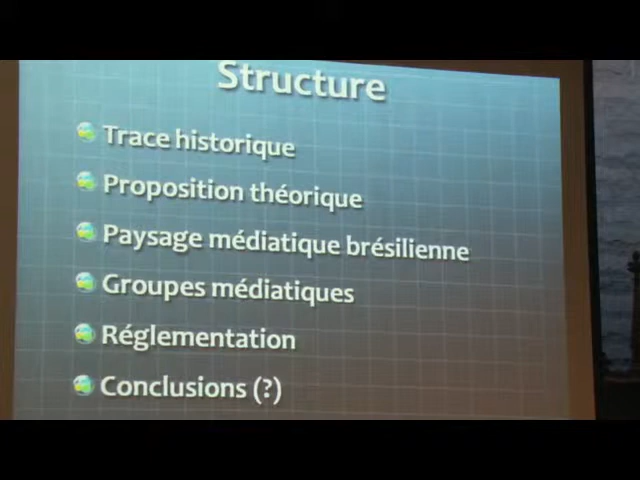 Structure
Trace historique
Proposition théorique
Paysage médiatique brésilienne
Groupes médiatiques
Réglementation
Conclusions (?)